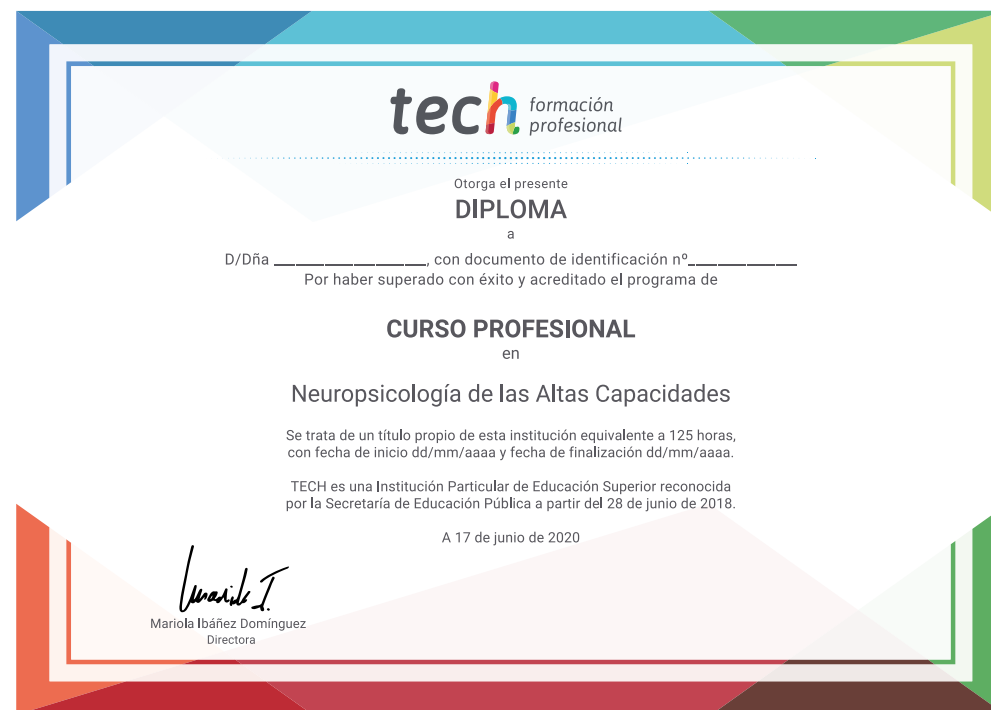 tech formación
profesional
Otorga el presente
DIPLOMA
a
D/Dña ________________, con documento de identificación nº___________
Por haber superado con éxito y acreditado el programa de
CURSO PROFESIONAL
en
Neuropsicología de las Altas Capacidades
Se trata de un título propio de esta institución equivalente a 125 horas,
con fecha de inicio dd/mm/aaaa y fecha de finalización dd/mm/aaaa.
TECH es una Institución Particular de Educación Superior reconocida
por la Secretaría de Educación Pública a partir del 28 de junio de 2018.
A 17 de junio de 2020
Mariola I.
Mariola Ibáñez Domínguez
Directora